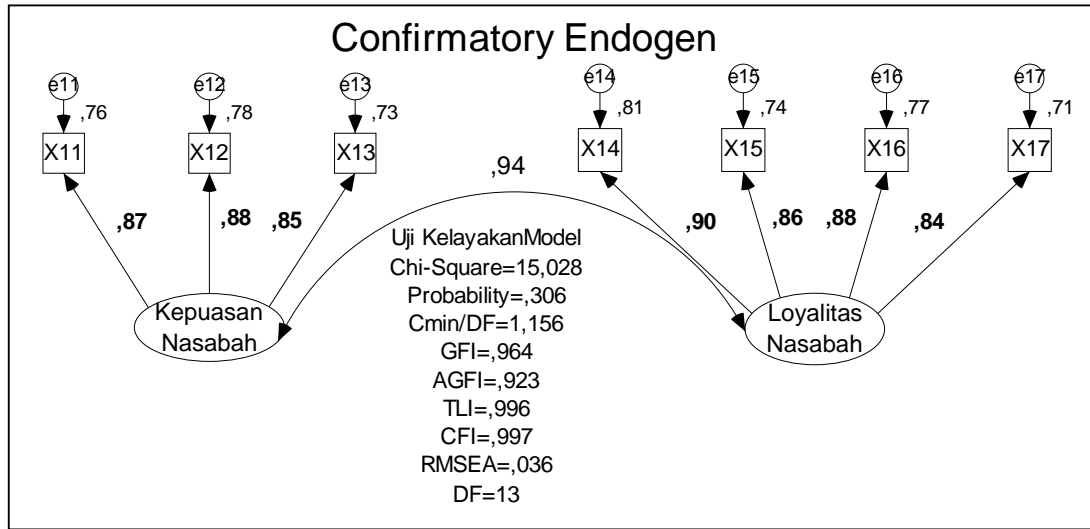 Confirmatory Endogen
e11 e12 e13 e14 e15 e16 e17
,76 ,78 ,73 ,81 ,74 ,77 ,71
X11 X12 X13 X14 X15 X16 X17
,94
,87 ,88 ,85 ,90 ,86 ,88 ,84
Uji KelayakanModel
Chi-Square=15,028
Probability=,306
Cmin/DF=1,156
GFI=,964
AGFI=,923
TLI=,996
CFI=,997
RMSEA=,036
DF=13
Kepuasan
Nasabah
Loyalitas
Nasabah